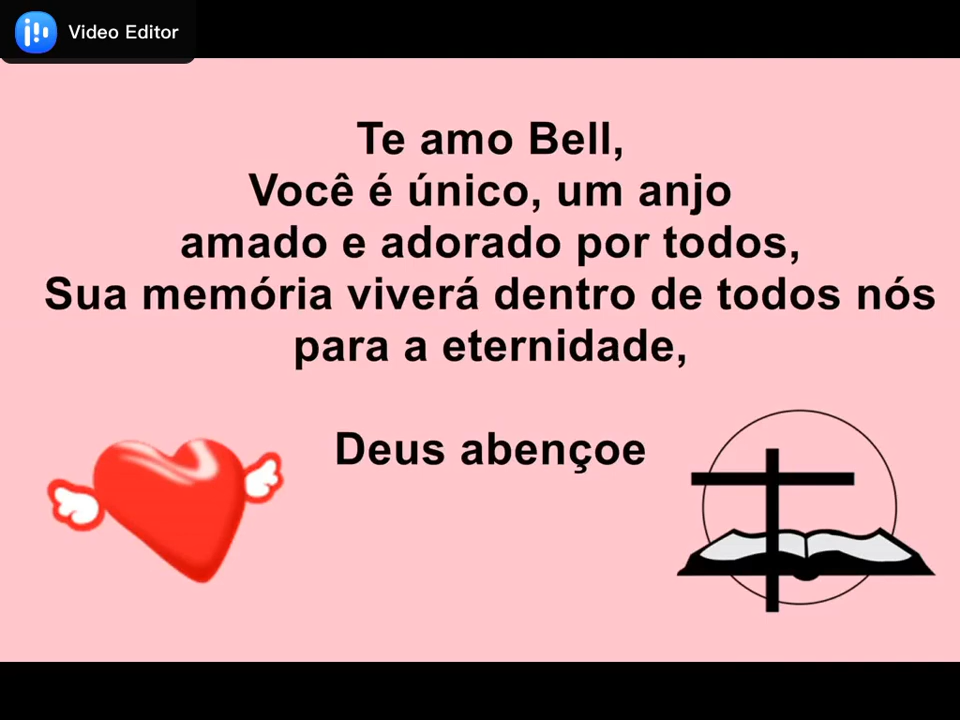 Video Editor
Te amo Bell,
Você é único, um anjo
amado e adorado por todos,
Sua memória viverá dentro de todos nós
para a eternidade,
Deus abençoe